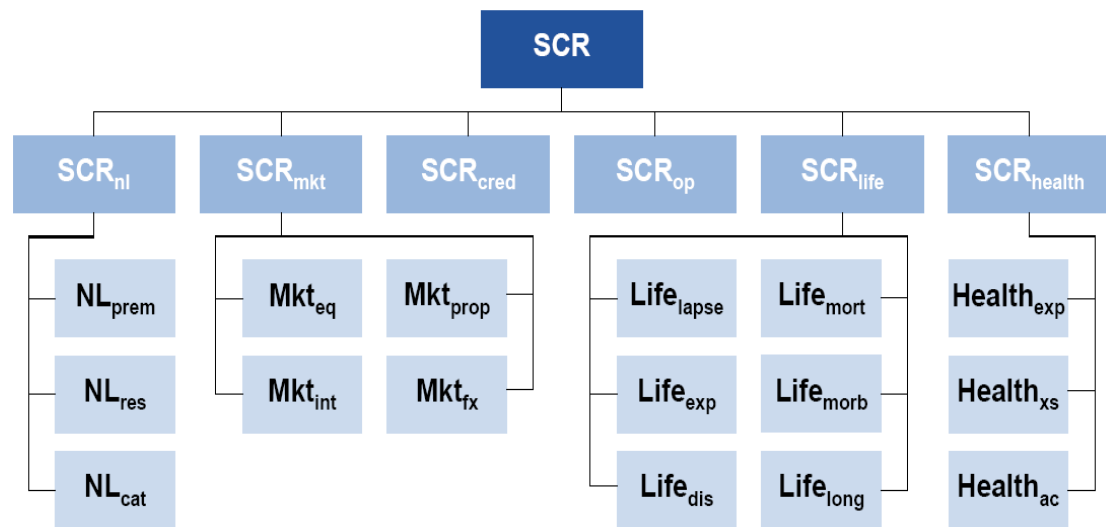 SCR
SCRnl SCRmkt SCRcred SCRop SCRlife SCRhealth
NLprem Mkteq Mktprop Lifelapse Lifemort Healthexp
NLres Mktint Mktfx Lifeexp Lifemorb Healthxs
NLcat Lifedis Lifelong Healthac